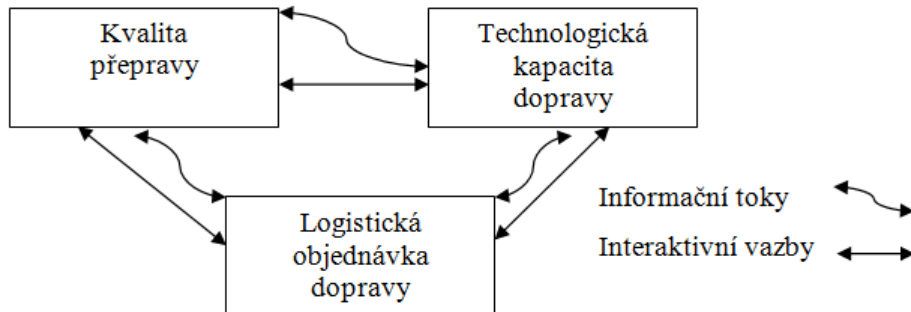 Kvalita
přepravy
Technologická
kapacita
dopravy
Logistická
objednávka
dopravy
Informační toky
Interaktivní vazby